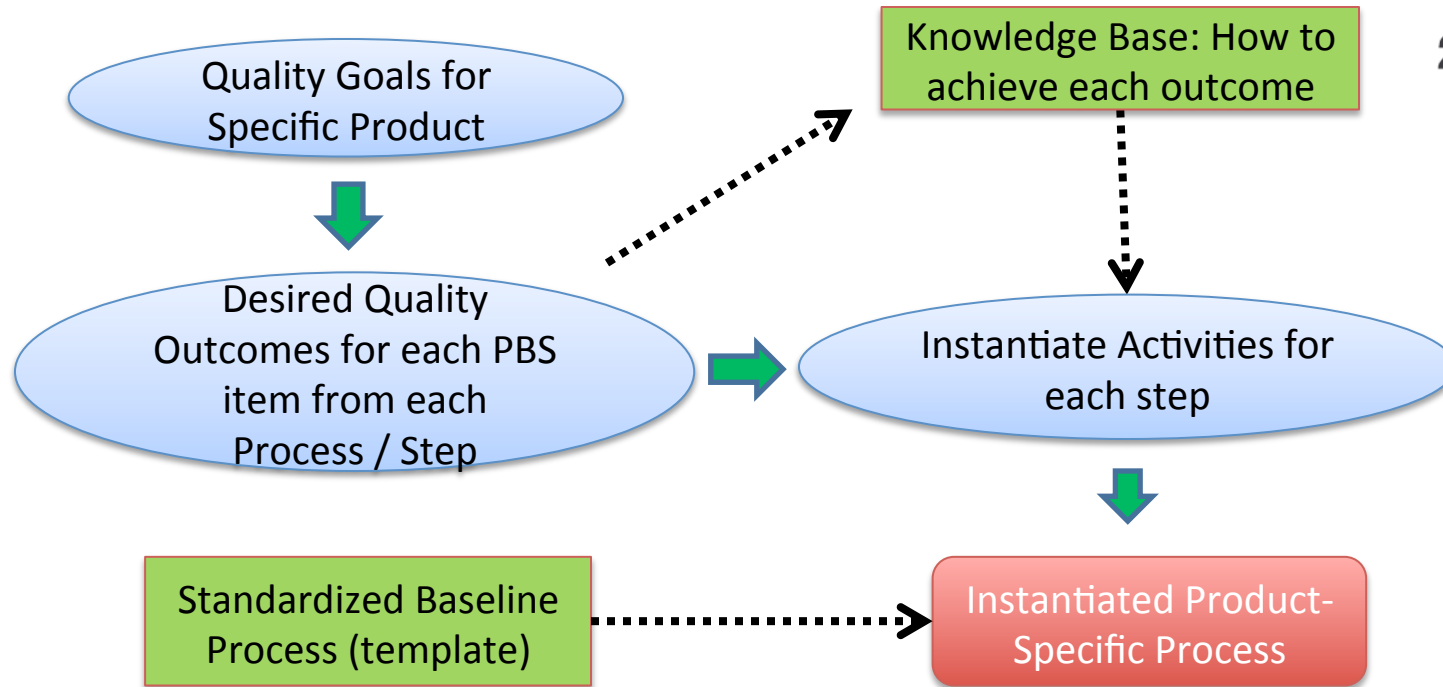 Quality Goals for
Specific Product
Knowledge Base: How to
achieve each outcome
Desired Quality
Outcomes for each PBS
item from each
Process / Step
Instantiate Activities for
each step
Standardized Baseline
Process (template)
Instantiated Product-
Specific Process